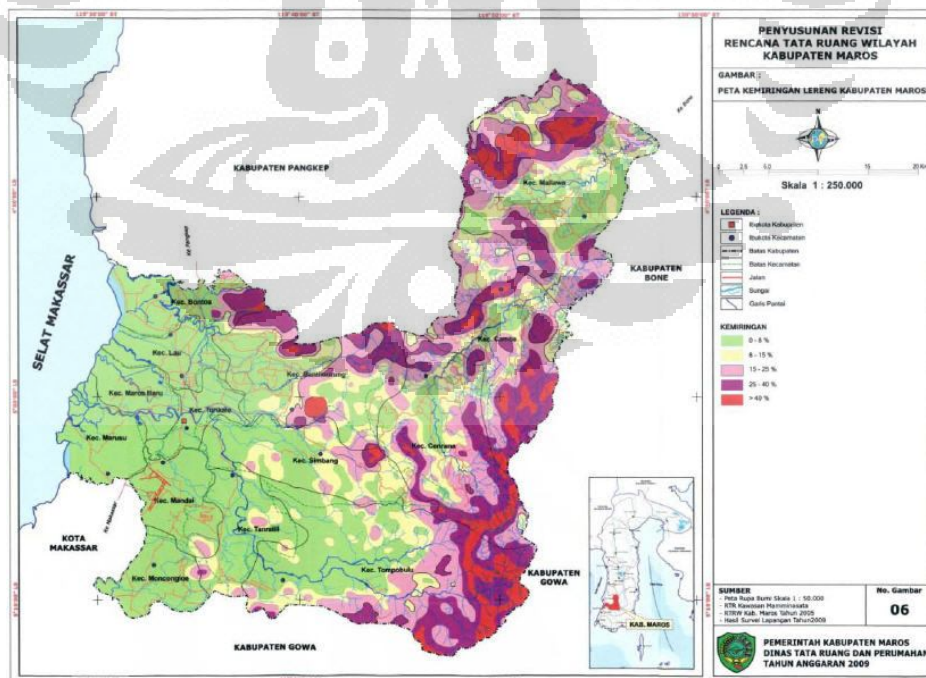 PENYUSUNAN REVISI
RENCANA TATA RUANG WILAYAH
KABUPATEN MAROS
GAMBAR :
PETA KEMIRINGAN LERENG KABUPATEN MAROS
Skala 1 : 250.000
LEGENDA :
Ibukota Kabupaten
Ibukota Kecamatan
Batas Kabupaten
Batas Kecamatan
Jalan
Sungai
Garis Pantai
KEMIRINGAN
0 - 8 %
8 - 15 %
15 - 25 %
25 - 40 %
> 40 %
KABUPATEN PANGKEP
KABUPATEN
BONE
SELAT MAKASSAR
KOTA
MAKASSAR
KABUPATEN
GOWA
KABUPATEN GOWA
Kec. Mallawa
Kec. Bontoa
Kec. Lau
Kec. Maros Baru
Kec. Turikale
Kec. Marusu
Kec. Mandai
Kec. Moncongloe
Kec. Tanralili
Kec. Tompobulu
Kec. Simbang
Kec. Bantimurung
Kec. Cenrana
Kec. Camba
KAB. MAROS
SUMBER
- Peta Rupa Bumi Skala 1 : 50.000
- RTR Kawasan Mamminasata
- RTRW Kab. Maros Tahun 2005
- Hasil Survei Lapangan Tahun2009
No. Gambar
06
PEMERINTAH KABUPATEN MAROS
DINAS TATA RUANG DAN PERUMAHAN
TAHUN ANGGARAN 2009